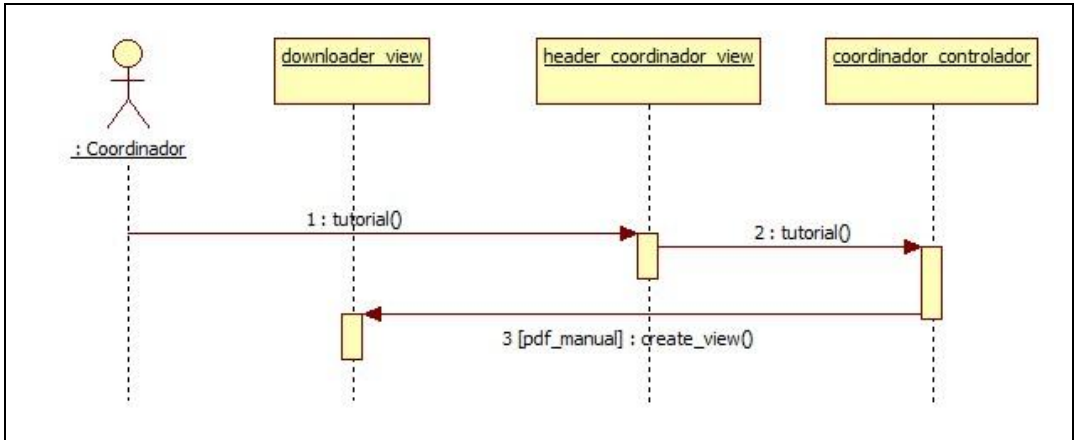 downloader_view
header_coordinador_view
coordinador_controlador
: Coordinador
1 : tutorial()
2 : tutorial()
3 [pdf_manual] : create_view()